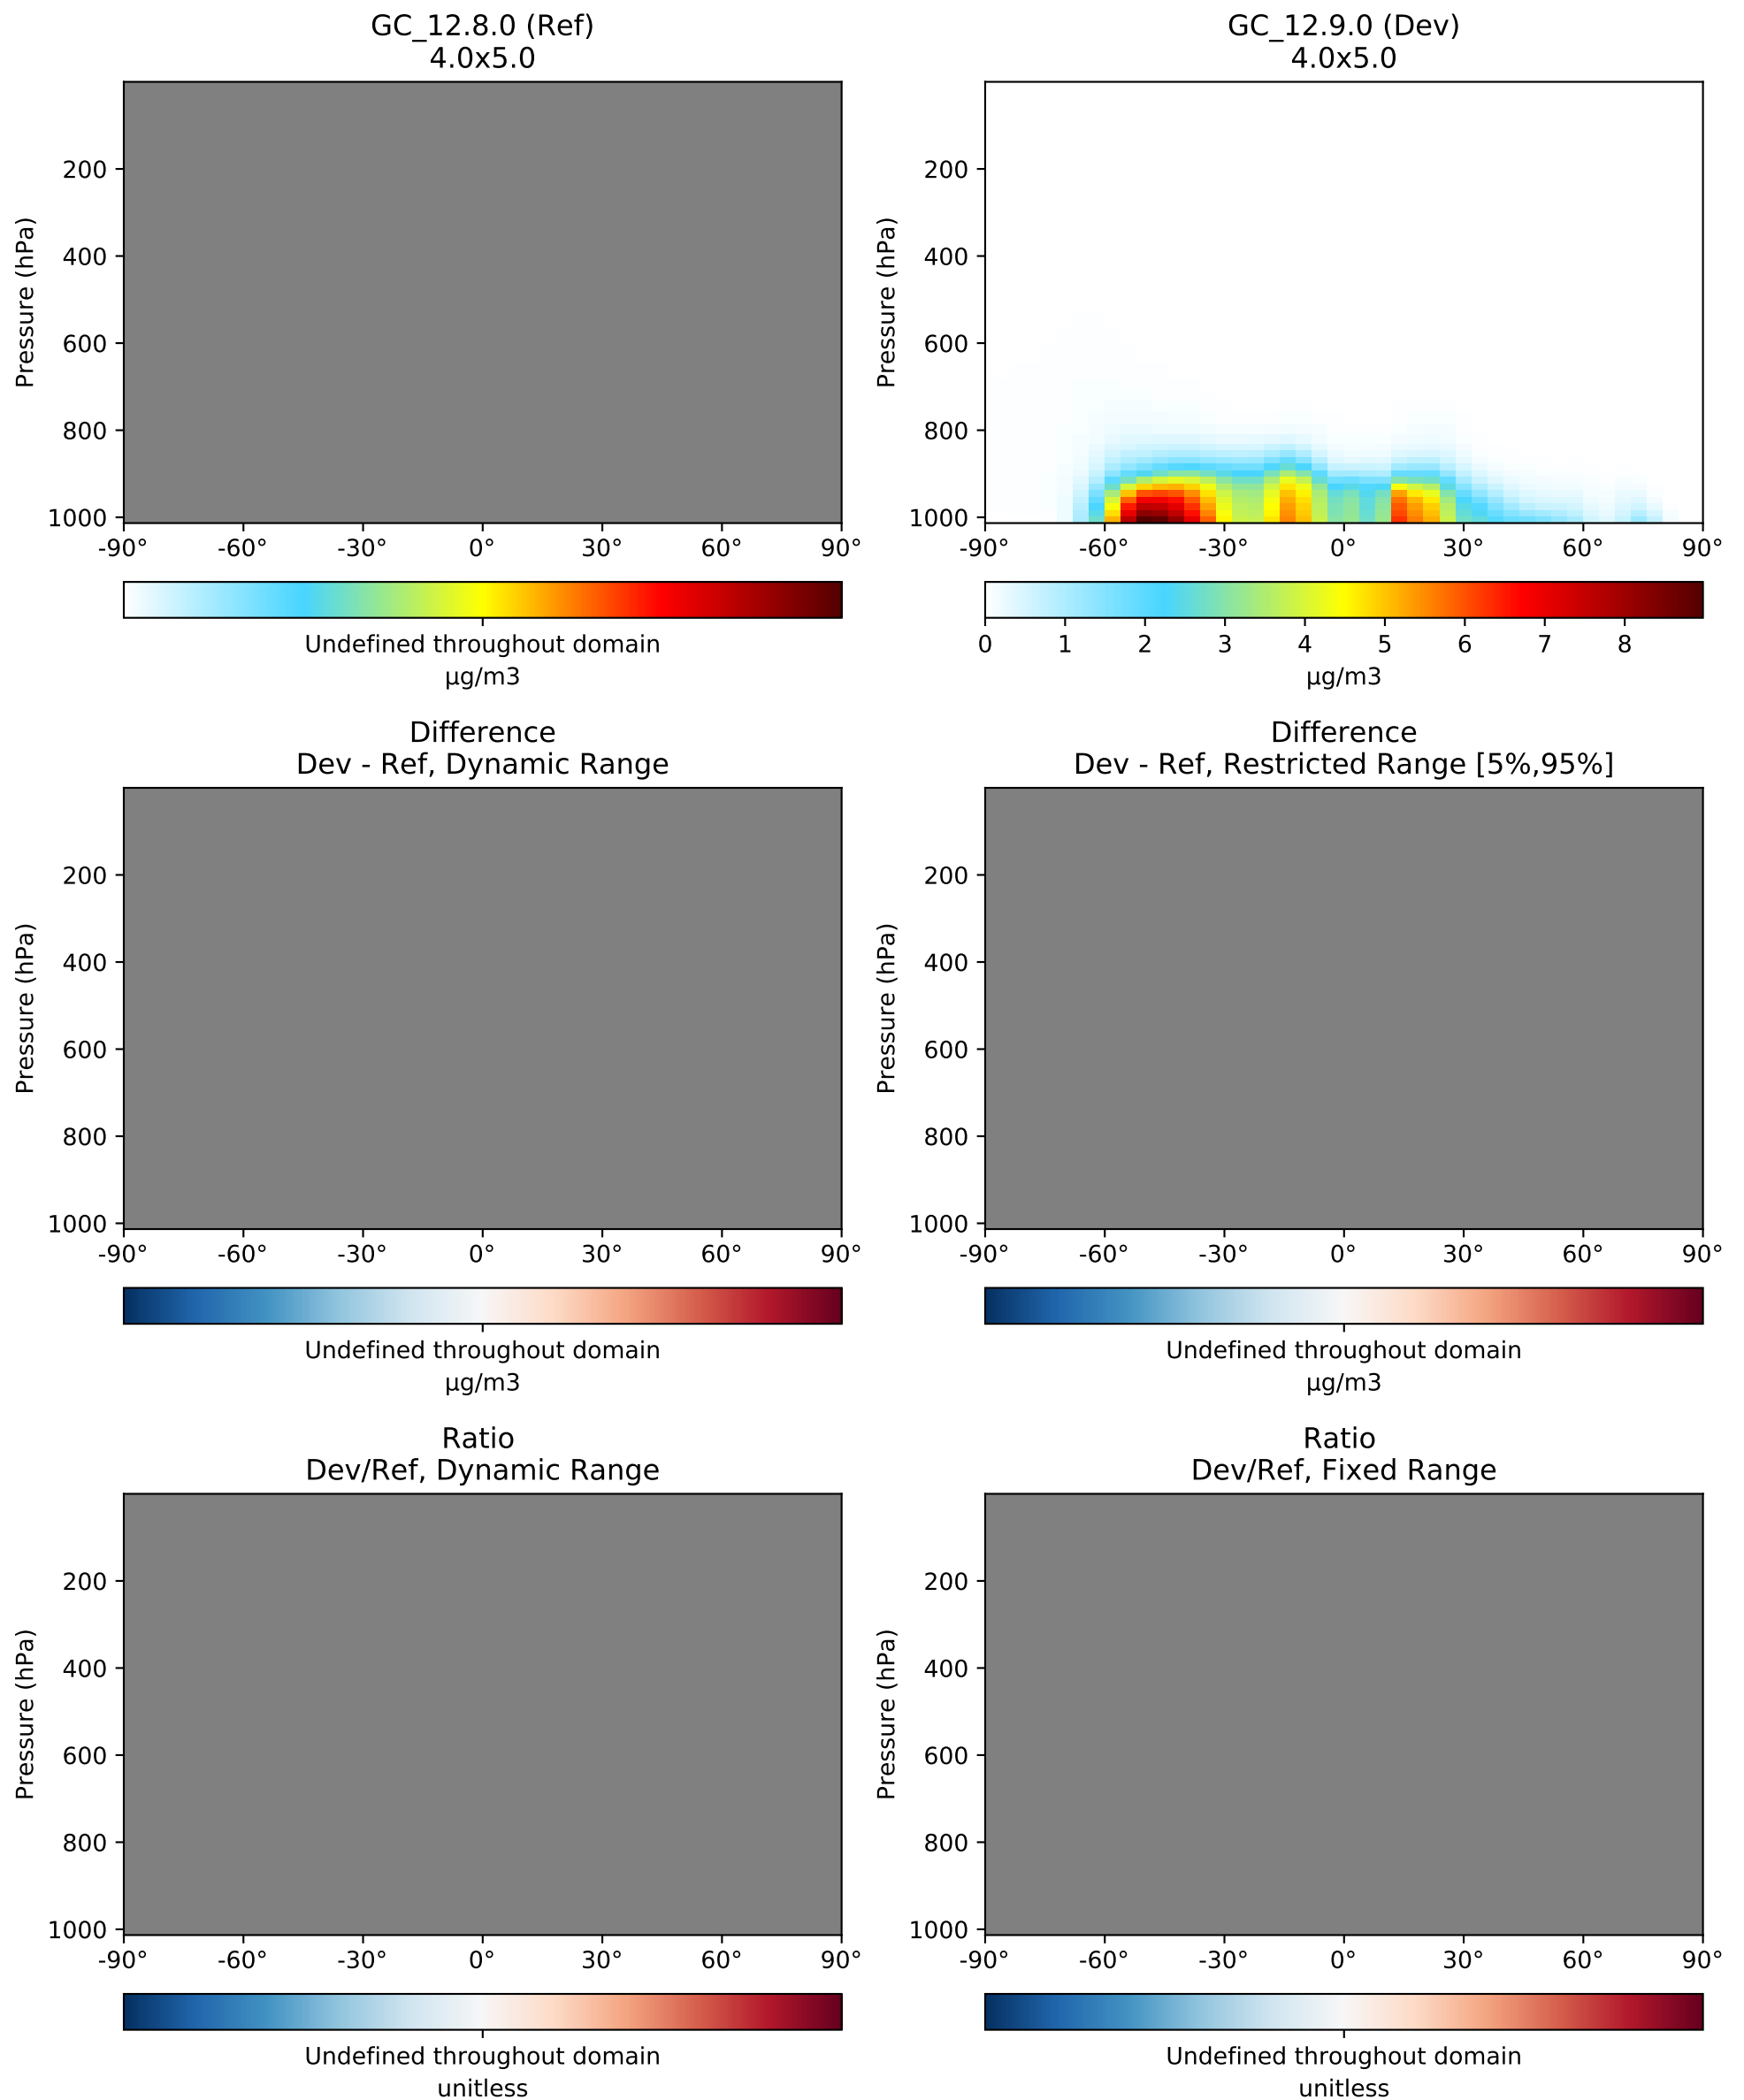 GC_12.8.0 (Ref)
4.0x5.0
Pressure (hPa)
200
400
600
800
1000
-90° -60° -30° 0° 30° 60° 90°
Undefined throughout domain
μg/m3
GC_12.9.0 (Dev)
4.0x5.0
Pressure (hPa)
200
400
600
800
1000
-90° -60° -30° 0° 30° 60° 90°
0 1 2 3 4 5 6 7 8
μg/m3
Difference
Dev - Ref, Dynamic Range
Pressure (hPa)
200
400
600
800
1000
-90° -60° -30° 0° 30° 60° 90°
Undefined throughout domain
μg/m3
Difference
Dev - Ref, Restricted Range [5%,95%]
Pressure (hPa)
200
400
600
800
1000
-90° -60° -30° 0° 30° 60° 90°
Undefined throughout domain
μg/m3
Ratio
Dev/Ref, Dynamic Range
Pressure (hPa)
200
400
600
800
1000
-90° -60° -30° 0° 30° 60° 90°
Undefined throughout domain
unitless
Ratio
Dev/Ref, Fixed Range
Pressure (hPa)
200
400
600
800
1000
-90° -60° -30° 0° 30° 60° 90°
Undefined throughout domain
unitless